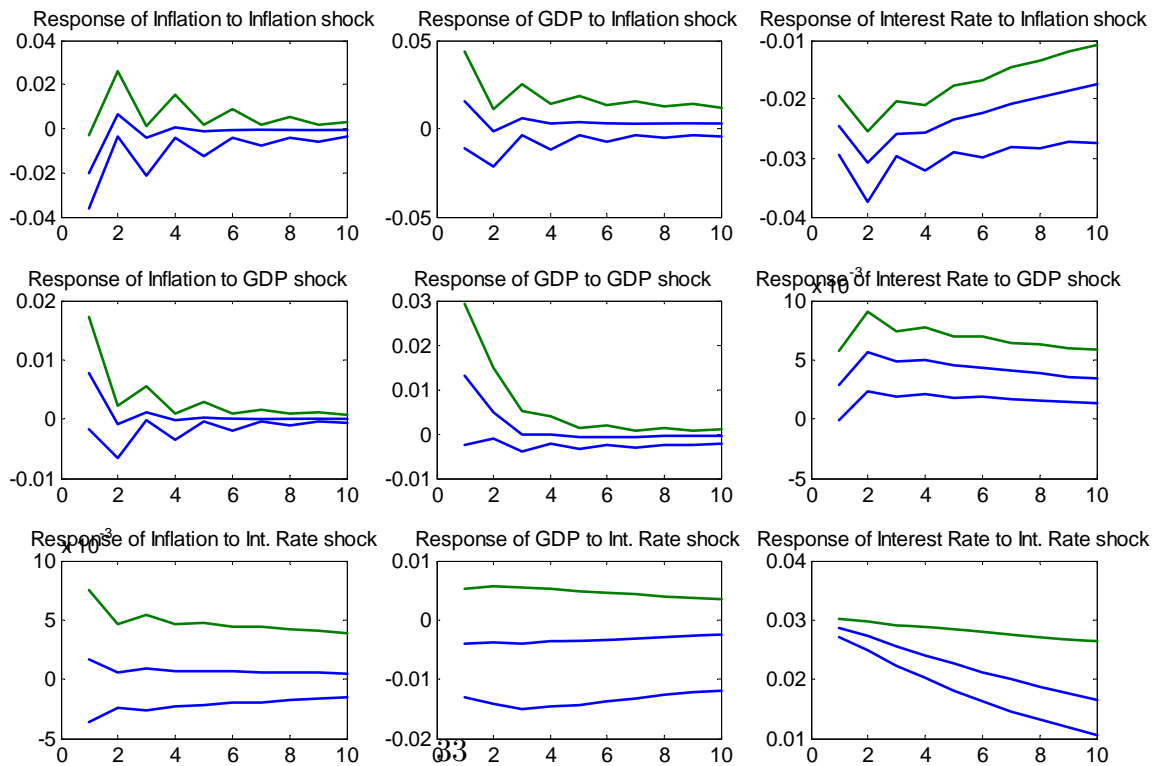 Response of Inflation to Inflation shock
0.04
0.02
0
-0.02
-0.04
0 2 4 6 8 10
Response of GDP to Inflation shock
0.05
0
-0.05
0 2 4 6 8 10
Response of Interest Rate to Inflation shock
-0.01
-0.02
-0.03
-0.04
0 2 4 6 8 10
Response of Inflation to GDP shock
0.02
0.01
0
-0.01
0 2 4 6 8 10
Response of GDP to GDP shock
0.03
0.02
0.01
0
-0.01
0 2 4 6 8 10
Response of Interest Rate to GDP shock
x 10-3
10
5
0
-5
0 2 4 6 8 10
Response of Inflation to Int. Rate shock
x 10-3
10
5
0
-5
0 2 4 6 8 10
Response of GDP to Int. Rate shock
0.01
0
-0.01
-0.02
0 2 4 6 8 10
Response of Interest Rate to Int. Rate shock
0.04
0.03
0.02
0.01
0 2 4 6 8 10
33